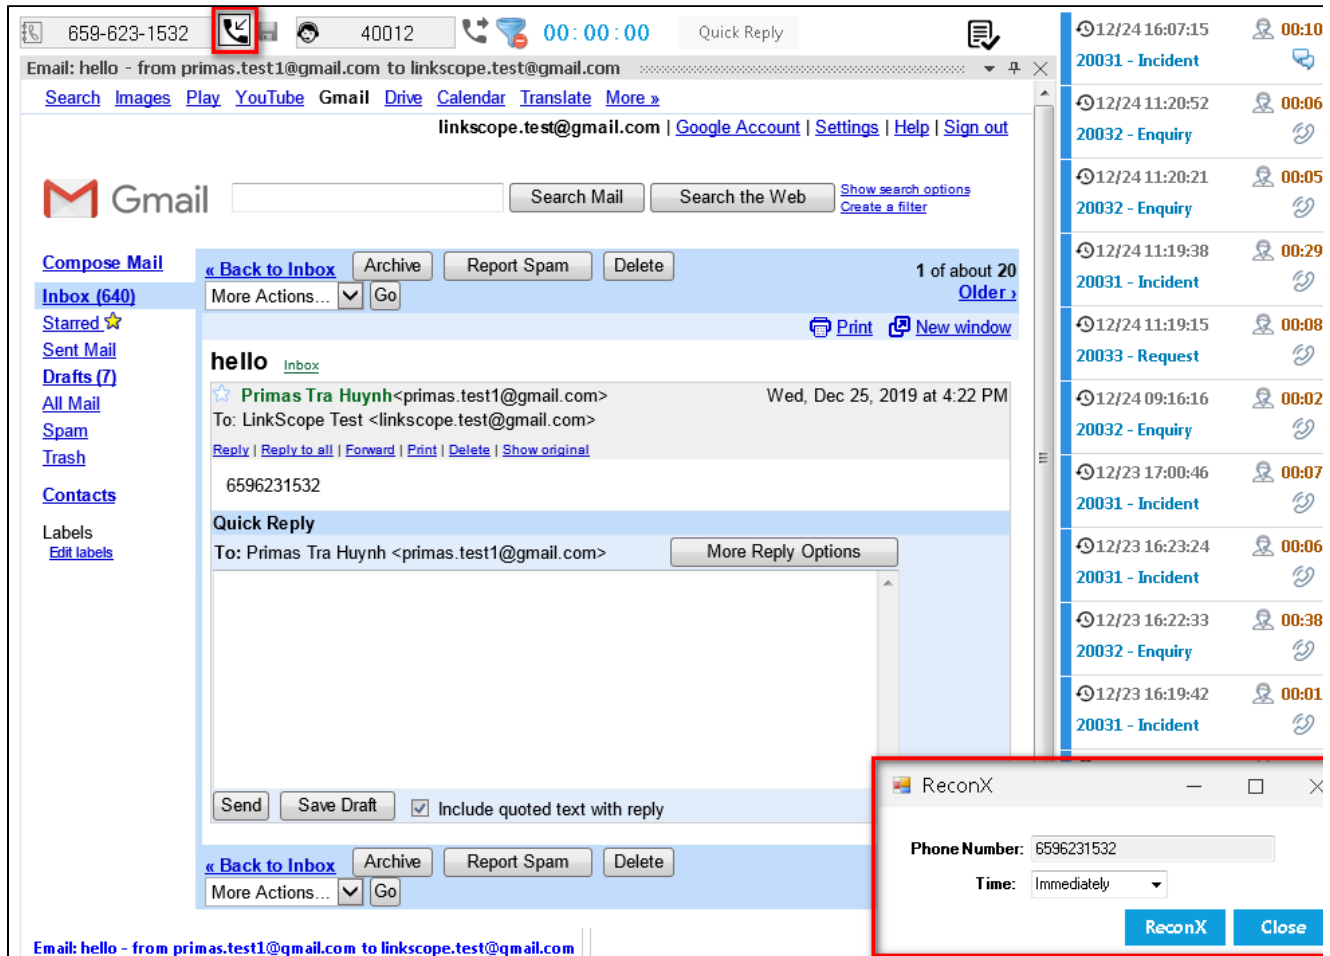 659-623-1532
40012
00:00:00
Quick Reply
Email: hello - from primas.test1@gmail.com to linkscope.test@gmail.com
Search Images Play YouTube Gmail Drive Calendar Translate More »
linkscope.test@gmail.com | Google Account | Settings | Help | Sign out
Gmail
Search Mail
Search the Web
Show search options
Create a filter
Compose Mail
Inbox (640)
Starred
Sent Mail
Drafts (7)
All Mail
Spam
Trash
Contacts
Labels
Edit labels
« Back to Inbox Archive Report Spam Delete
1 of about 20
More Actions... Go
Older ›
Print New window
hello Inbox
Primas Tra Huynh<primas.test1@gmail.com> Wed, Dec 25, 2019 at 4:22 PM
To: LinkScope Test <linkscope.test@gmail.com>
Reply | Reply to all | Forward | Print | Delete | Show original
6596231532
Quick Reply
To: Primas Tra Huynh <primas.test1@gmail.com> More Reply Options
Send Save Draft Include quoted text with reply
« Back to Inbox Archive Report Spam Delete
More Actions... Go
Email: hello - from primas.test1@gmail.com to linkscope.test@gmail.com
12/24 16:07:15 00:10
20031 - Incident
12/24 11:20:52 00:06
20032 - Enquiry
12/24 11:20:21 00:05
20032 - Enquiry
12/24 11:19:38 00:29
20031 - Incident
12/24 11:19:15 00:08
20033 - Request
12/24 09:16:16 00:02
20032 - Enquiry
12/23 17:00:46 00:07
20031 - Incident
12/23 16:23:24 00:06
20031 - Incident
12/23 16:22:33 00:38
20032 - Enquiry
12/23 16:19:42 00:01
20031 - Incident
ReconX
Phone Number: 6596231532
Time: Immediately
ReconX Close